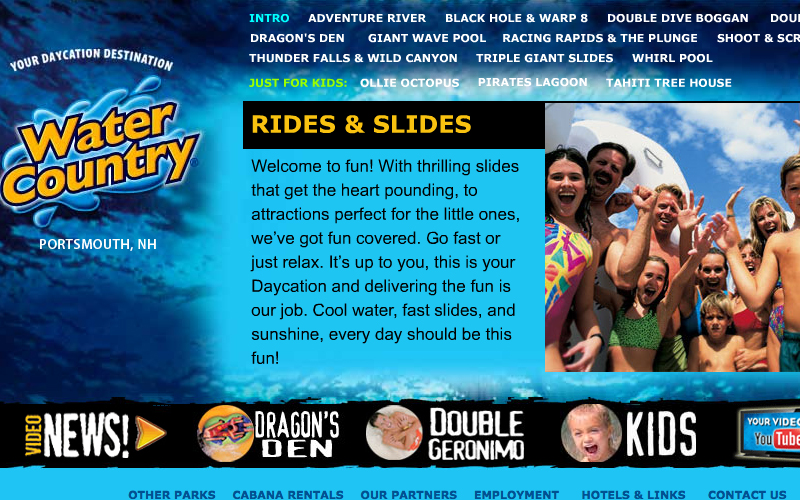 INTRO ADVENTURE RIVER BLACK HOLE & WARP 8 DOUBLE DIVE BOGGAN
DRAGON'S DEN GIANT WAVE POOL RACING RAPIDS & THE PLUNGE SHOOT &
THUNDER FALLS & WILD CANYON TRIPLE GIANT SLIDES WHIRL POOL
JUST FOR KIDS: OLLIE OCTOPUS PIRATES LAGOON TAHITI TREE HOUSE
YOUR DAYCATION DESTINATION
Water
Country®
PORTSMOUTH, NH
RIDES & SLIDES
Welcome to fun! With thrilling slides
that get the heart pounding, to
attractions perfect for the little ones,
we’ve got fun covered. Go fast or
just relax. It’s up to you, this is your
Daycation and delivering the fun is
our job. Cool water, fast slides, and
sunshine, every day should be this
fun!
VIDEO NEWS!
DRAGON'S
DEN
DOUBLE
GERONIMO
KIDS
YOUR VIDEO
You Tube
OTHER PARKS CABANA RENTALS OUR PARTNERS EMPLOYMENT HOTELS & LINKS CONTACT US